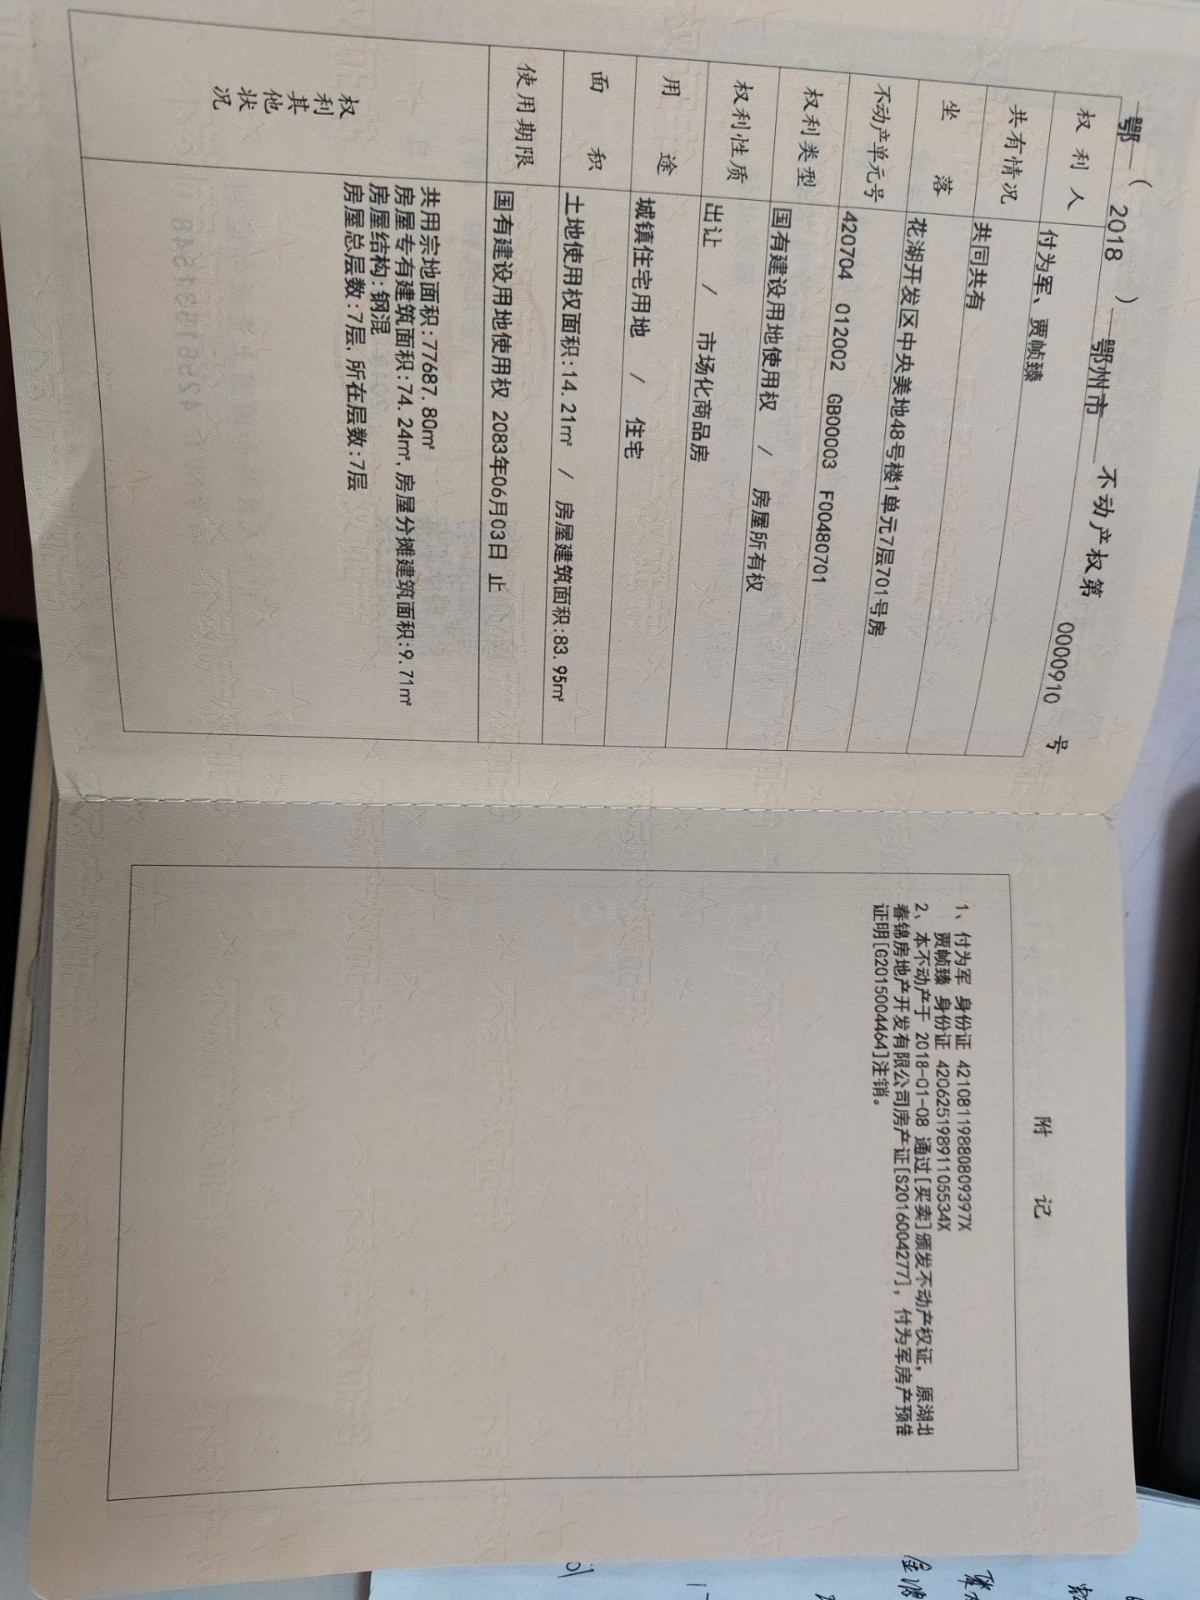 鄂（2018）鄂州市不动产权第0000910号
权利人 付为军、贾帧臻
共有情况 共同共有
坐落 花湖开发区中央美地48号楼1单元7层701号房
不动产单元号 420704 012002 GB00003 F00480701
权利类型 国有建设用地使用权 / 房屋所有权
权利性质 出让 / 市场化商品房
用途 城镇住宅用地 / 住宅
面积 土地使用权面积:14.21㎡ / 房屋建筑面积:83.95㎡
使用期限 国有建设用地使用权 2083年06月03日 止
权利其他状况
共用宗地面积:77687.80㎡
房屋专有建筑面积:74.24㎡,房屋分摊建筑面积:9.71㎡
房屋结构:钢混
房屋总层数:7层,所在层数:7层
附记
1、付为军 身份证 42108119880809397X
贾帧臻 身份证 42062519891105534X
2、本不动产于 2018-01-08 通过[买卖]颁发不动产权证，原湖北
春锦房地产开发有限公司房产证[S2016004277]，付为军房产预告
证明[G2015004464]注销。